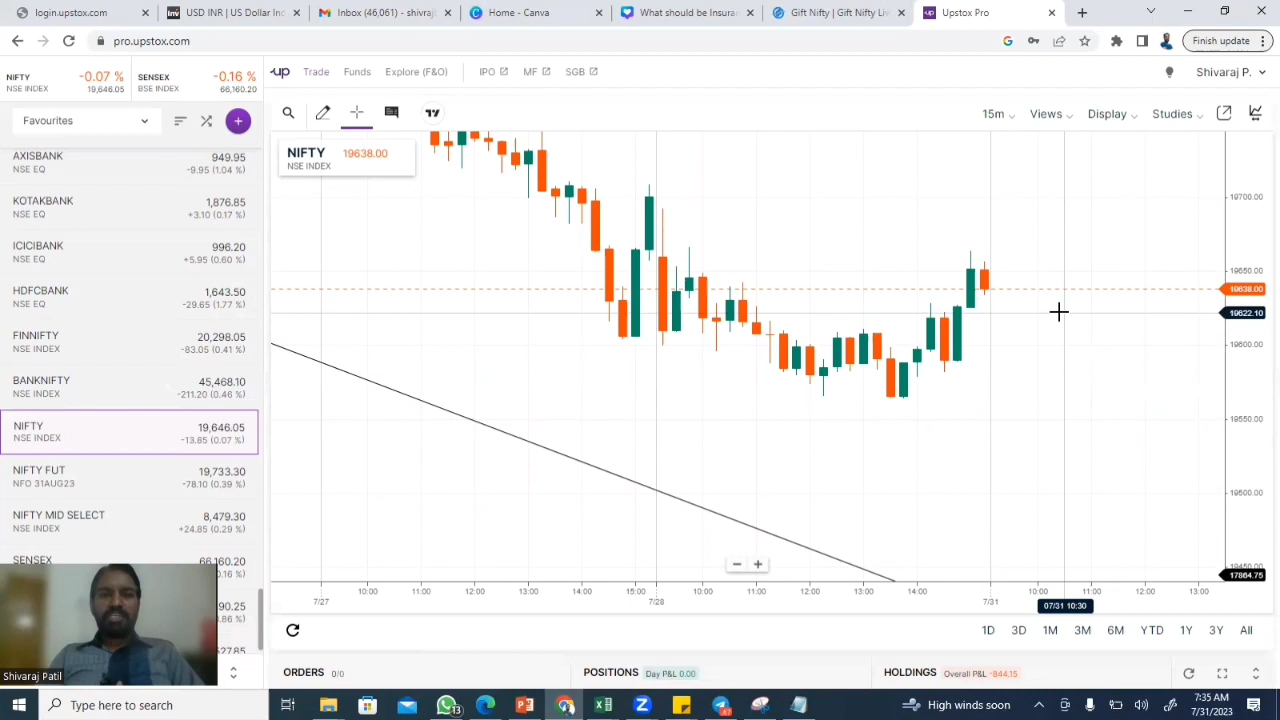 login.upstox.com
USD INR | US Dollar Ind
Inbox (46,061) - shivarajl
Home - Canva
What should be Insuran
Gift Nifty | Gift Nifty Liv
Upstox Pro
pro.upstox.com
Finish update
NIFTY -0.07 %
NSE INDEX 19,646.05
SENSEX -0.16 %
BSE INDEX 66,160.20
up Trade Funds Explore (F&O) IPO MF SGB
Shivaraj P.
Favourites
15m Views Display Studies
AXISBANK 949.95
NSE EQ -9.95 (1.04 %)
KOTAKBANK 1,876.85
NSE EQ +3.10 (0.17 %)
ICICIBANK 996.20
NSE EQ +5.95 (0.60 %)
HDFCBANK 1,643.50
NSE EQ -29.65 (1.77 %)
FINNIFTY 20,298.05
NSE INDEX -83.05 (0.41 %)
BANKNIFTY 45,468.10
NSE INDEX -211.20 (0.46 %)
NIFTY 19,646.05
NSE INDEX -13.85 (0.07 %)
NIFTY FUT 19,733.30
NFO 31AUG23 -78.10 (0.39 %)
NIFTY MID SELECT 8,479.30
NSE INDEX +24.85 (0.29 %)
SENSEX 66,160.20
Shivaraj Patil
NIFTY 19638.00
NSE INDEX
19700.00
19650.00
19638.00
19622.10
19600.00
19550.00
19500.00
19450.00
17864.75
10:00 11:00 12:00 13:00 14:00 15:00 10:00 11:00 12:00 13:00 14:00 10:00 11:00 12:00 13:00
7/27 7/28 7/31
07/31 10:30
1D 3D 1M 3M 6M YTD 1Y 3Y All
ORDERS 0/0
POSITIONS Day P&L 0.00
HOLDINGS Overall P&L -844.15
Type here to search
High winds soon
7:35 AM
7/31/2023